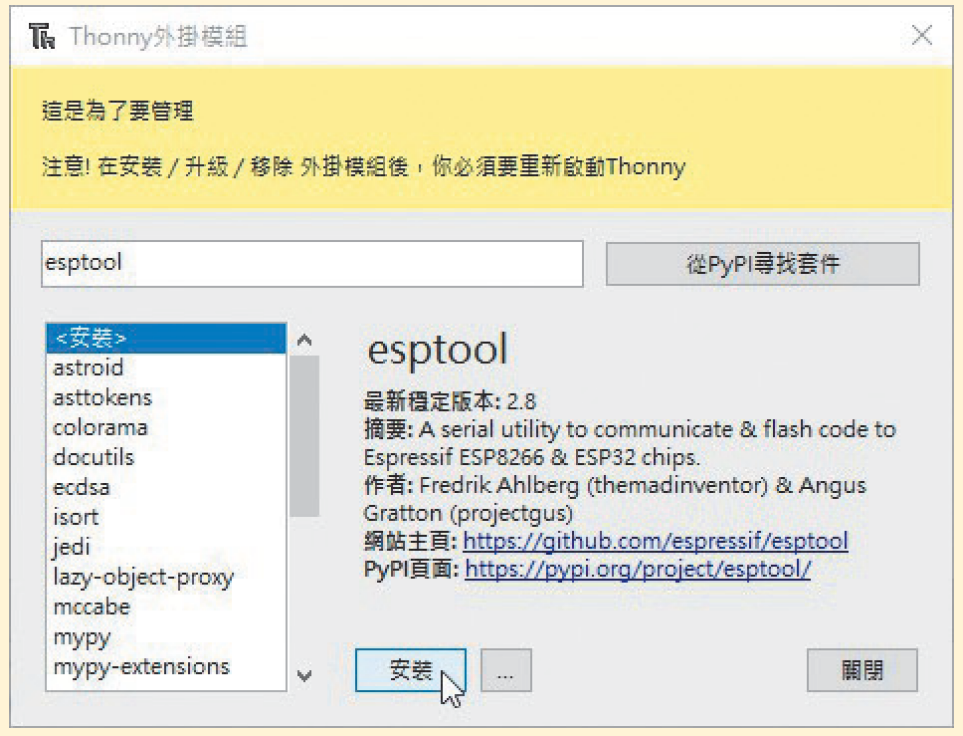 Thonny外掛模組
這是為了要管理
注意! 在安裝 / 升級 / 移除 外掛模組後，你必須要重新啟動Thonny
esptool
從PyPI尋找套件
<安裝>
astroid
asttokens
colorama
docutils
ecdsa
isort
jedi
lazy-object-proxy
mccabe
mypy
mypy-extensions
esptool
最新穩定版本: 2.8
摘要: A serial utility to communicate & flash code to
Espressif ESP8266 & ESP32 chips.
作者: Fredrik Ahlberg (themadinventor) & Angus
Gratton (projectgus)
網站主頁: https://github.com/espressif/esptool
PyPI頁面: https://pypi.org/project/esptool/
安裝
...
關閉